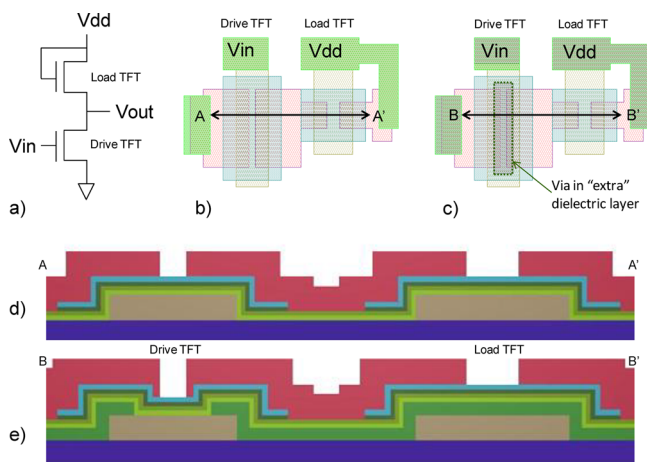 Vdd
Load TFT
Vout
Vin
Drive TFT
a)
Drive TFT
Load TFT
Vin
Vdd
A
A'
b)
Drive TFT
Load TFT
Vin
Vdd
B
B'
c)
Via in “extra”
dielectric layer
A
A'
d)
B
Drive TFT
Load TFT
B'
e)